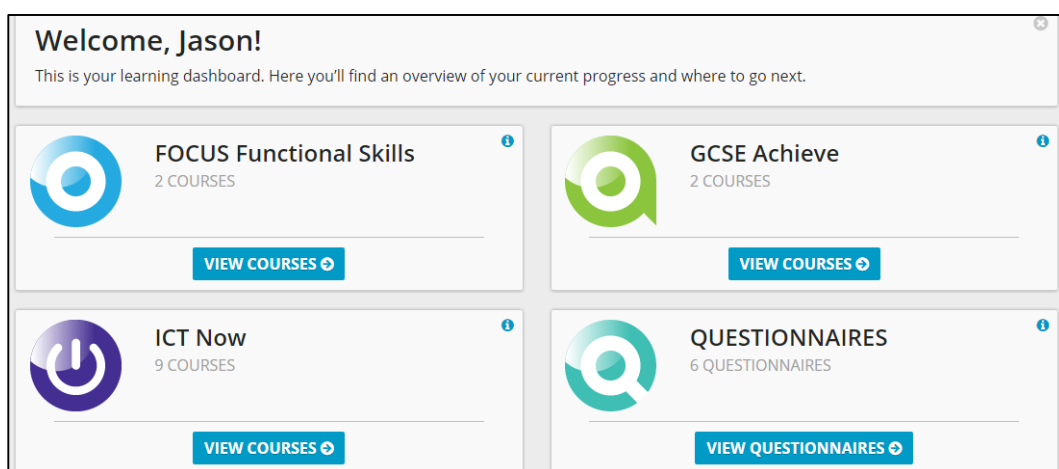 Welcome, Jason!
This is your learning dashboard. Here you'll find an overview of your current progress and where to go next.
FOCUS Functional Skills
2 COURSES
VIEW COURSES
GCSE Achieve
2 COURSES
VIEW COURSES
ICT Now
9 COURSES
VIEW COURSES
QUESTIONNAIRES
6 QUESTIONNAIRES
VIEW QUESTIONNAIRES